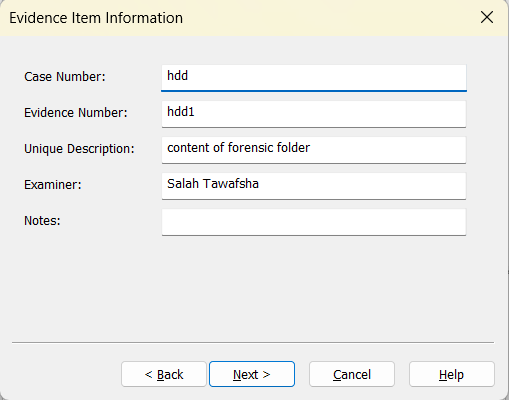 Evidence Item Information
Case Number: hdd
Evidence Number: hdd1
Unique Description: content of forensic folder
Examiner: Salah Tawafsha
Notes:
< Back Next > Cancel Help